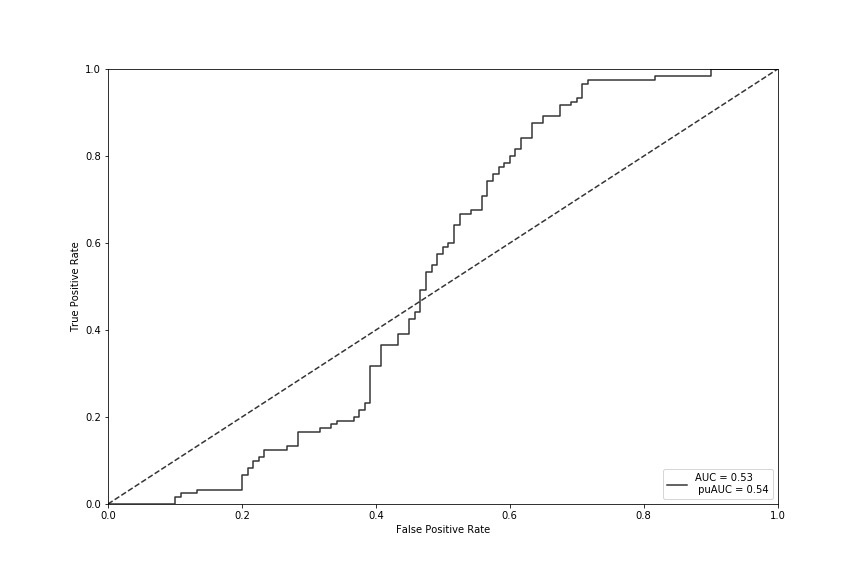 1.0
0.8
0.6
0.4
0.2
0.0
True Positive Rate
AUC = 0.53
puAUC = 0.54
0.0 0.2 0.4 0.6 0.8 1.0
False Positive Rate